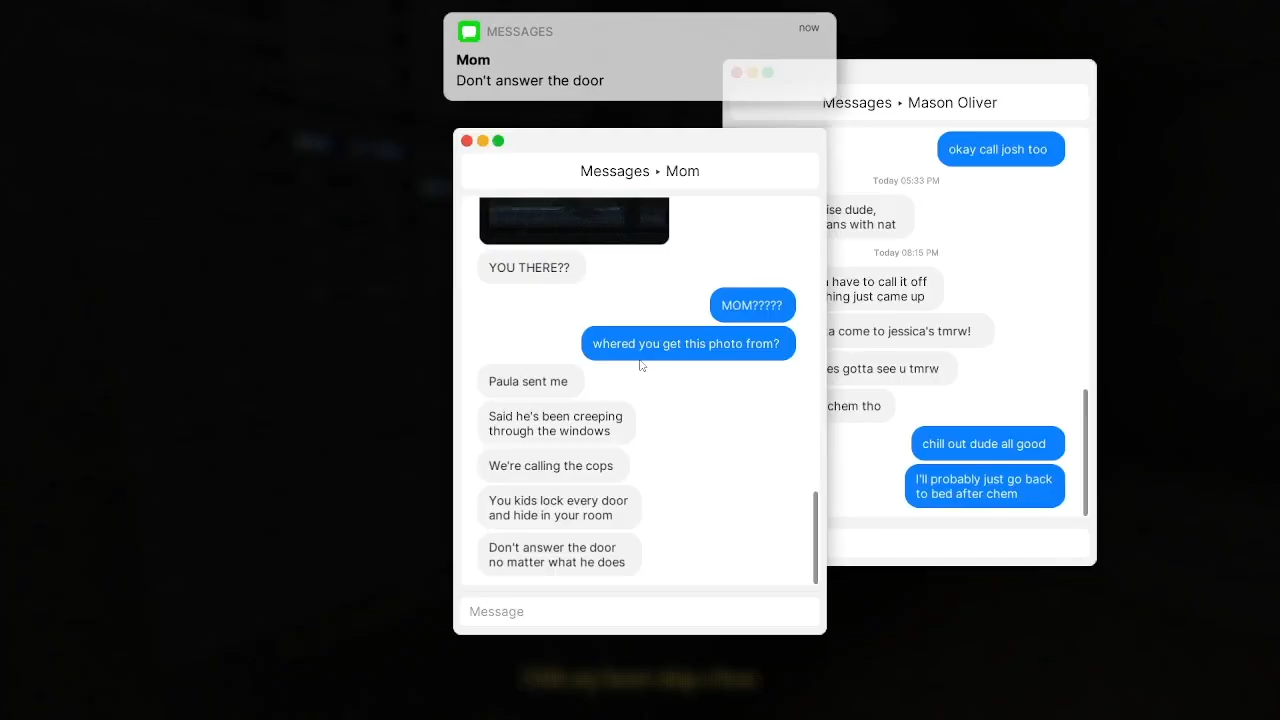 MESSAGES
now
Mom
Don't answer the door
Messages ‣ Mason Oliver
okay call josh too
Today 05:33 PM
dude,
with nat
Today 08:15 PM
have to call it off
just came up
come to jessica's tmrw!
gotta see u tmrw
chem tho
chill out dude all good
I'll probably just go back
to bed after chem
Messages ‣ Mom
YOU THERE??
MOM?????
whered you get this photo from?
Paula sent me
Said he's been creeping
through the windows
We're calling the cops
You kids lock every door
and hide in your room
Don't answer the door
no matter what he does
Message